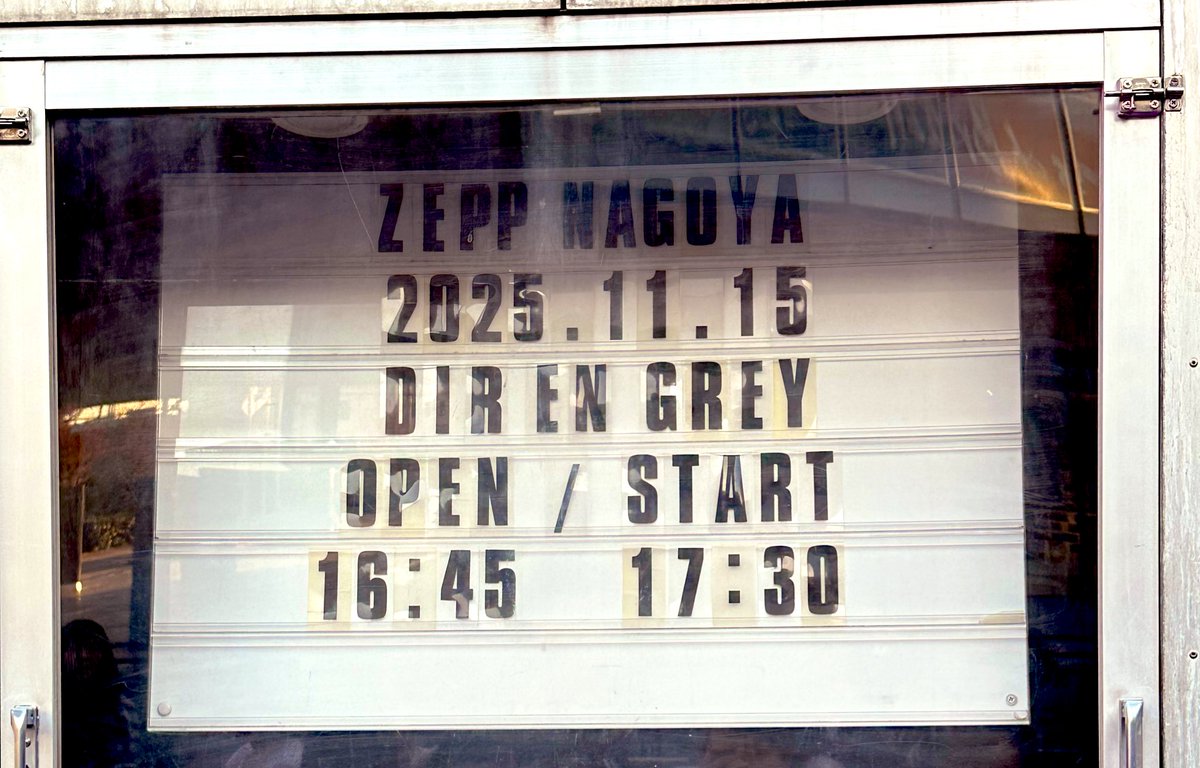 ZEPP NAGOYA
2025.11.15
DIR EN GREY
OPEN / START
16:45 17:30